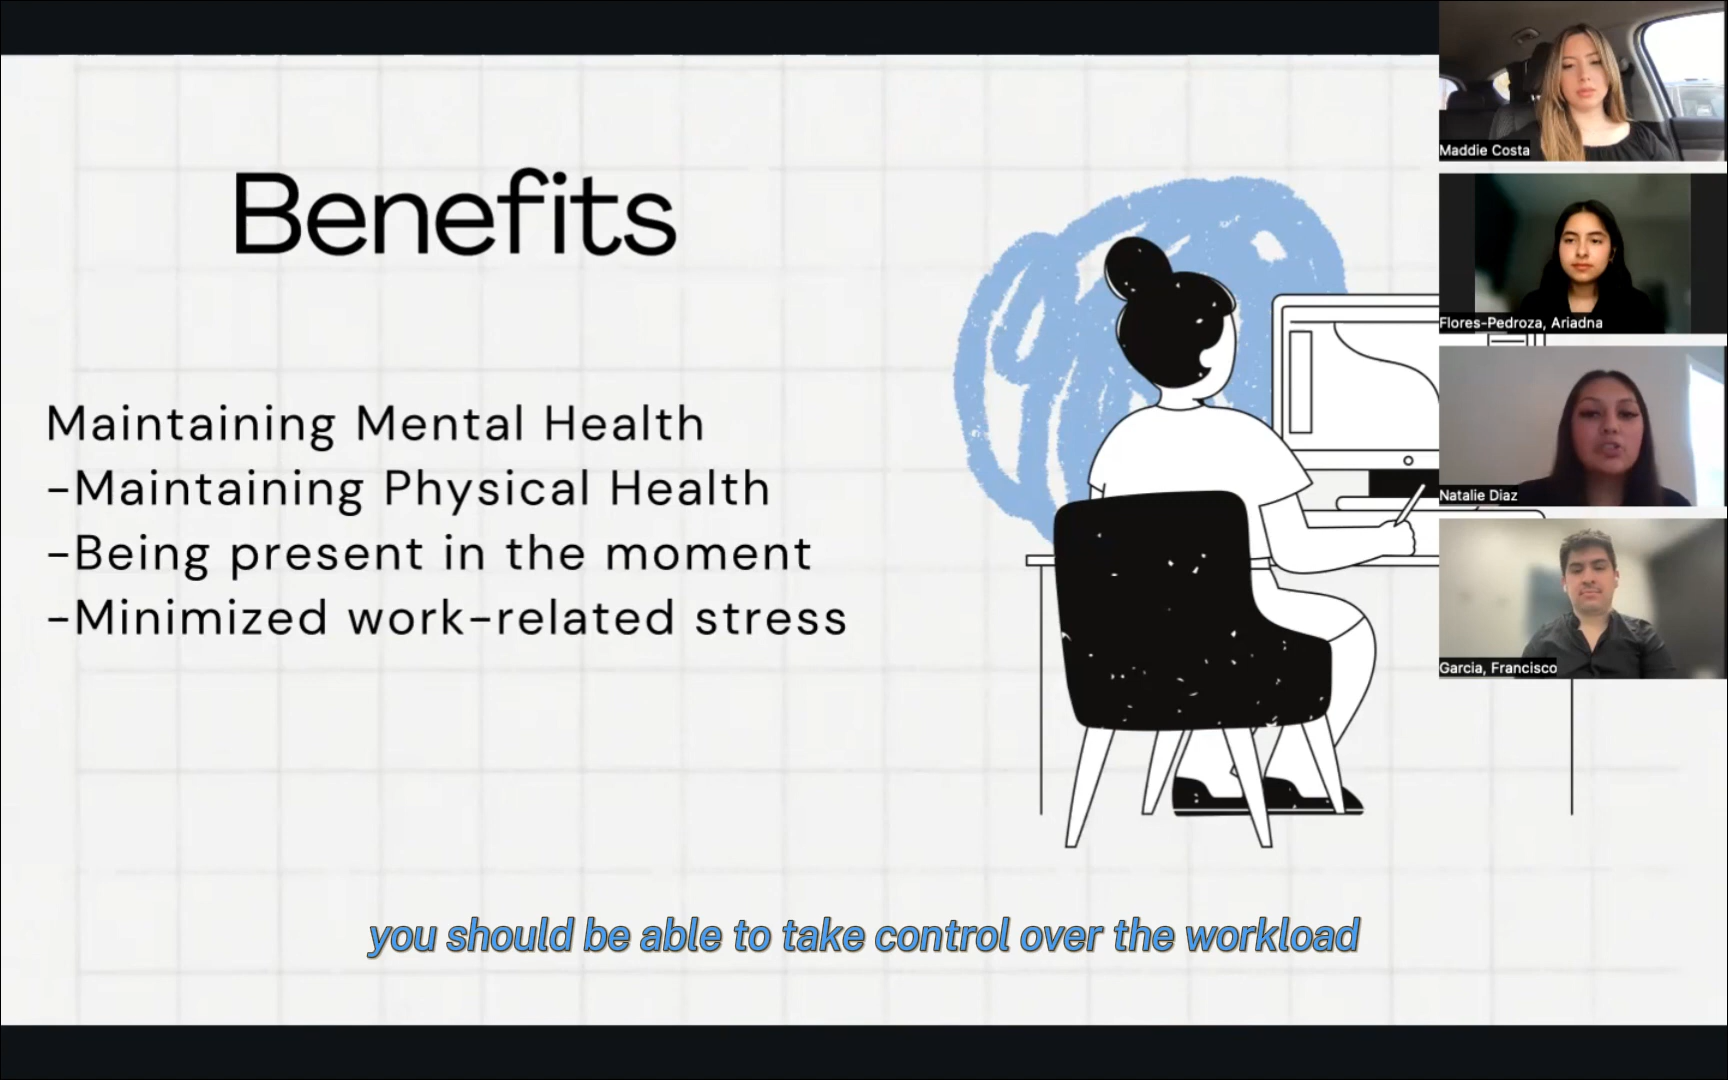 Benefits
Maintaining Mental Health
-Maintaining Physical Health
-Being present in the moment
-Minimized work-related stress
you should be able to take control over the workload
Maddie Costa
Flores-Pedroza, Ariadna
Natalie Diaz
Garcia, Francisco